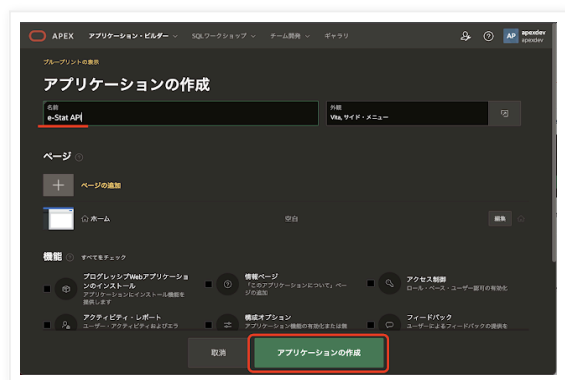 APEX アプリケーション・ビルダー SQLワークショップ チーム開発 ギャラリ AP apexdev
apexdev
ブループリントの表示
アプリケーションの作成
名前 外観
e-Stat API Vita, サイド・メニュー
ページ
ページの追加
ホーム 空白 編集
機能 すべてをチェック
プログレッシブWebアプリケーショ 情報ページ アクセス制御
ンのインストール 「このアプリケーションについて」ペー ロール・ベース・ユーザー認可の有効化
アプリケーションにインストール機能を ジの追加
提供します
アクティビティ・レポート 構成オプション フィードバック
ユーザー・アクティビティおよびエラ アプリケーション機能の有効化または無 ユーザーによるフィードバックの提供を
取消 アプリケーションの作成